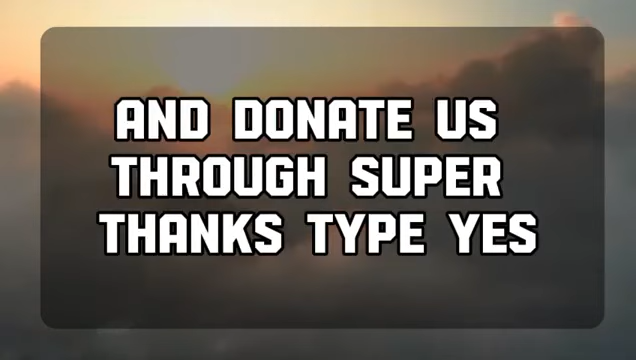 AND DONATE US
THROUGH SUPER
THANKS TYPE YES